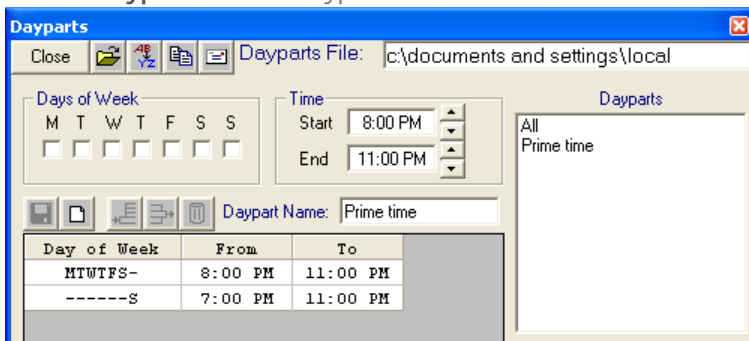 Dayparts
Close Dayparts File: c:\documents and settings\local
Days of Week
M T W T F S S
Time
Start 8:00 PM
End 11:00 PM
Dayparts
All
Prime time
Daypart Name: Prime time
Day of Week From To
MTWTFS- 8:00 PM 11:00 PM
------S 7:00 PM 11:00 PM